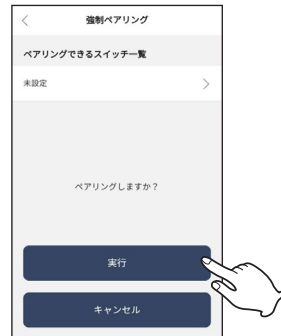 強制ペアリング
ペアリングできるスイッチ一覧
未設定
ペアリングしますか？
実行
キャンセル